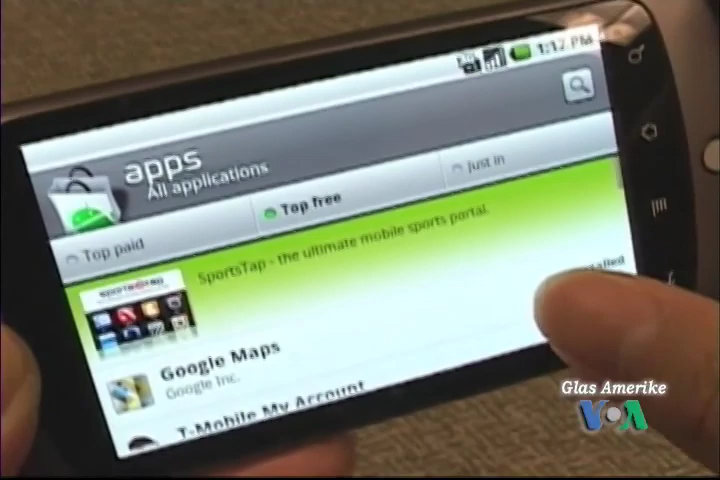 1:17 PM
apps
All applications
Top paid
Top free
Just in
SportsTap - the ultimate mobile sports portal.
Google Maps
Google Inc.
T-Mobile My Account
Glas Amerike
VOA